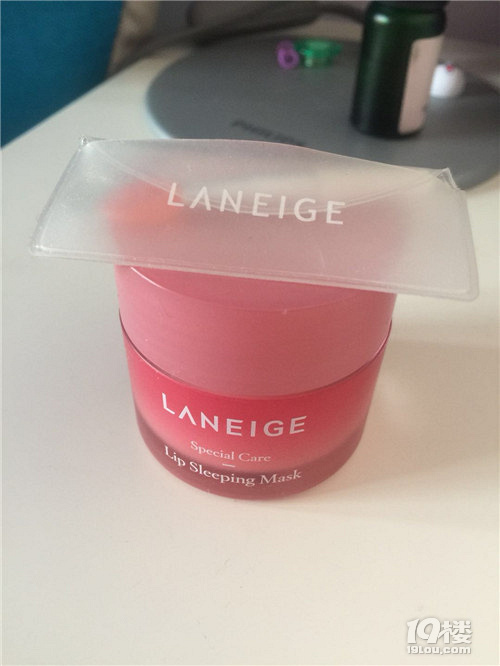 LANEIGE
LANEIGE
Special Care
Lip Sleeping Mask
19楼
19lou.com